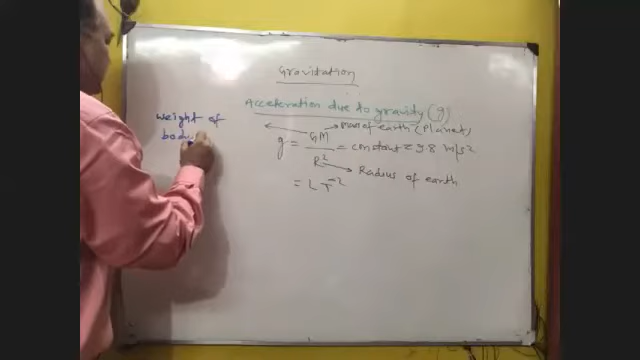 Gravitation
Acceleration due to gravity (g)
weight of
body
g = GM/R² = constant = 9.8 m/s²
Mass of earth (Planet)
Radius of earth
= L T⁻²